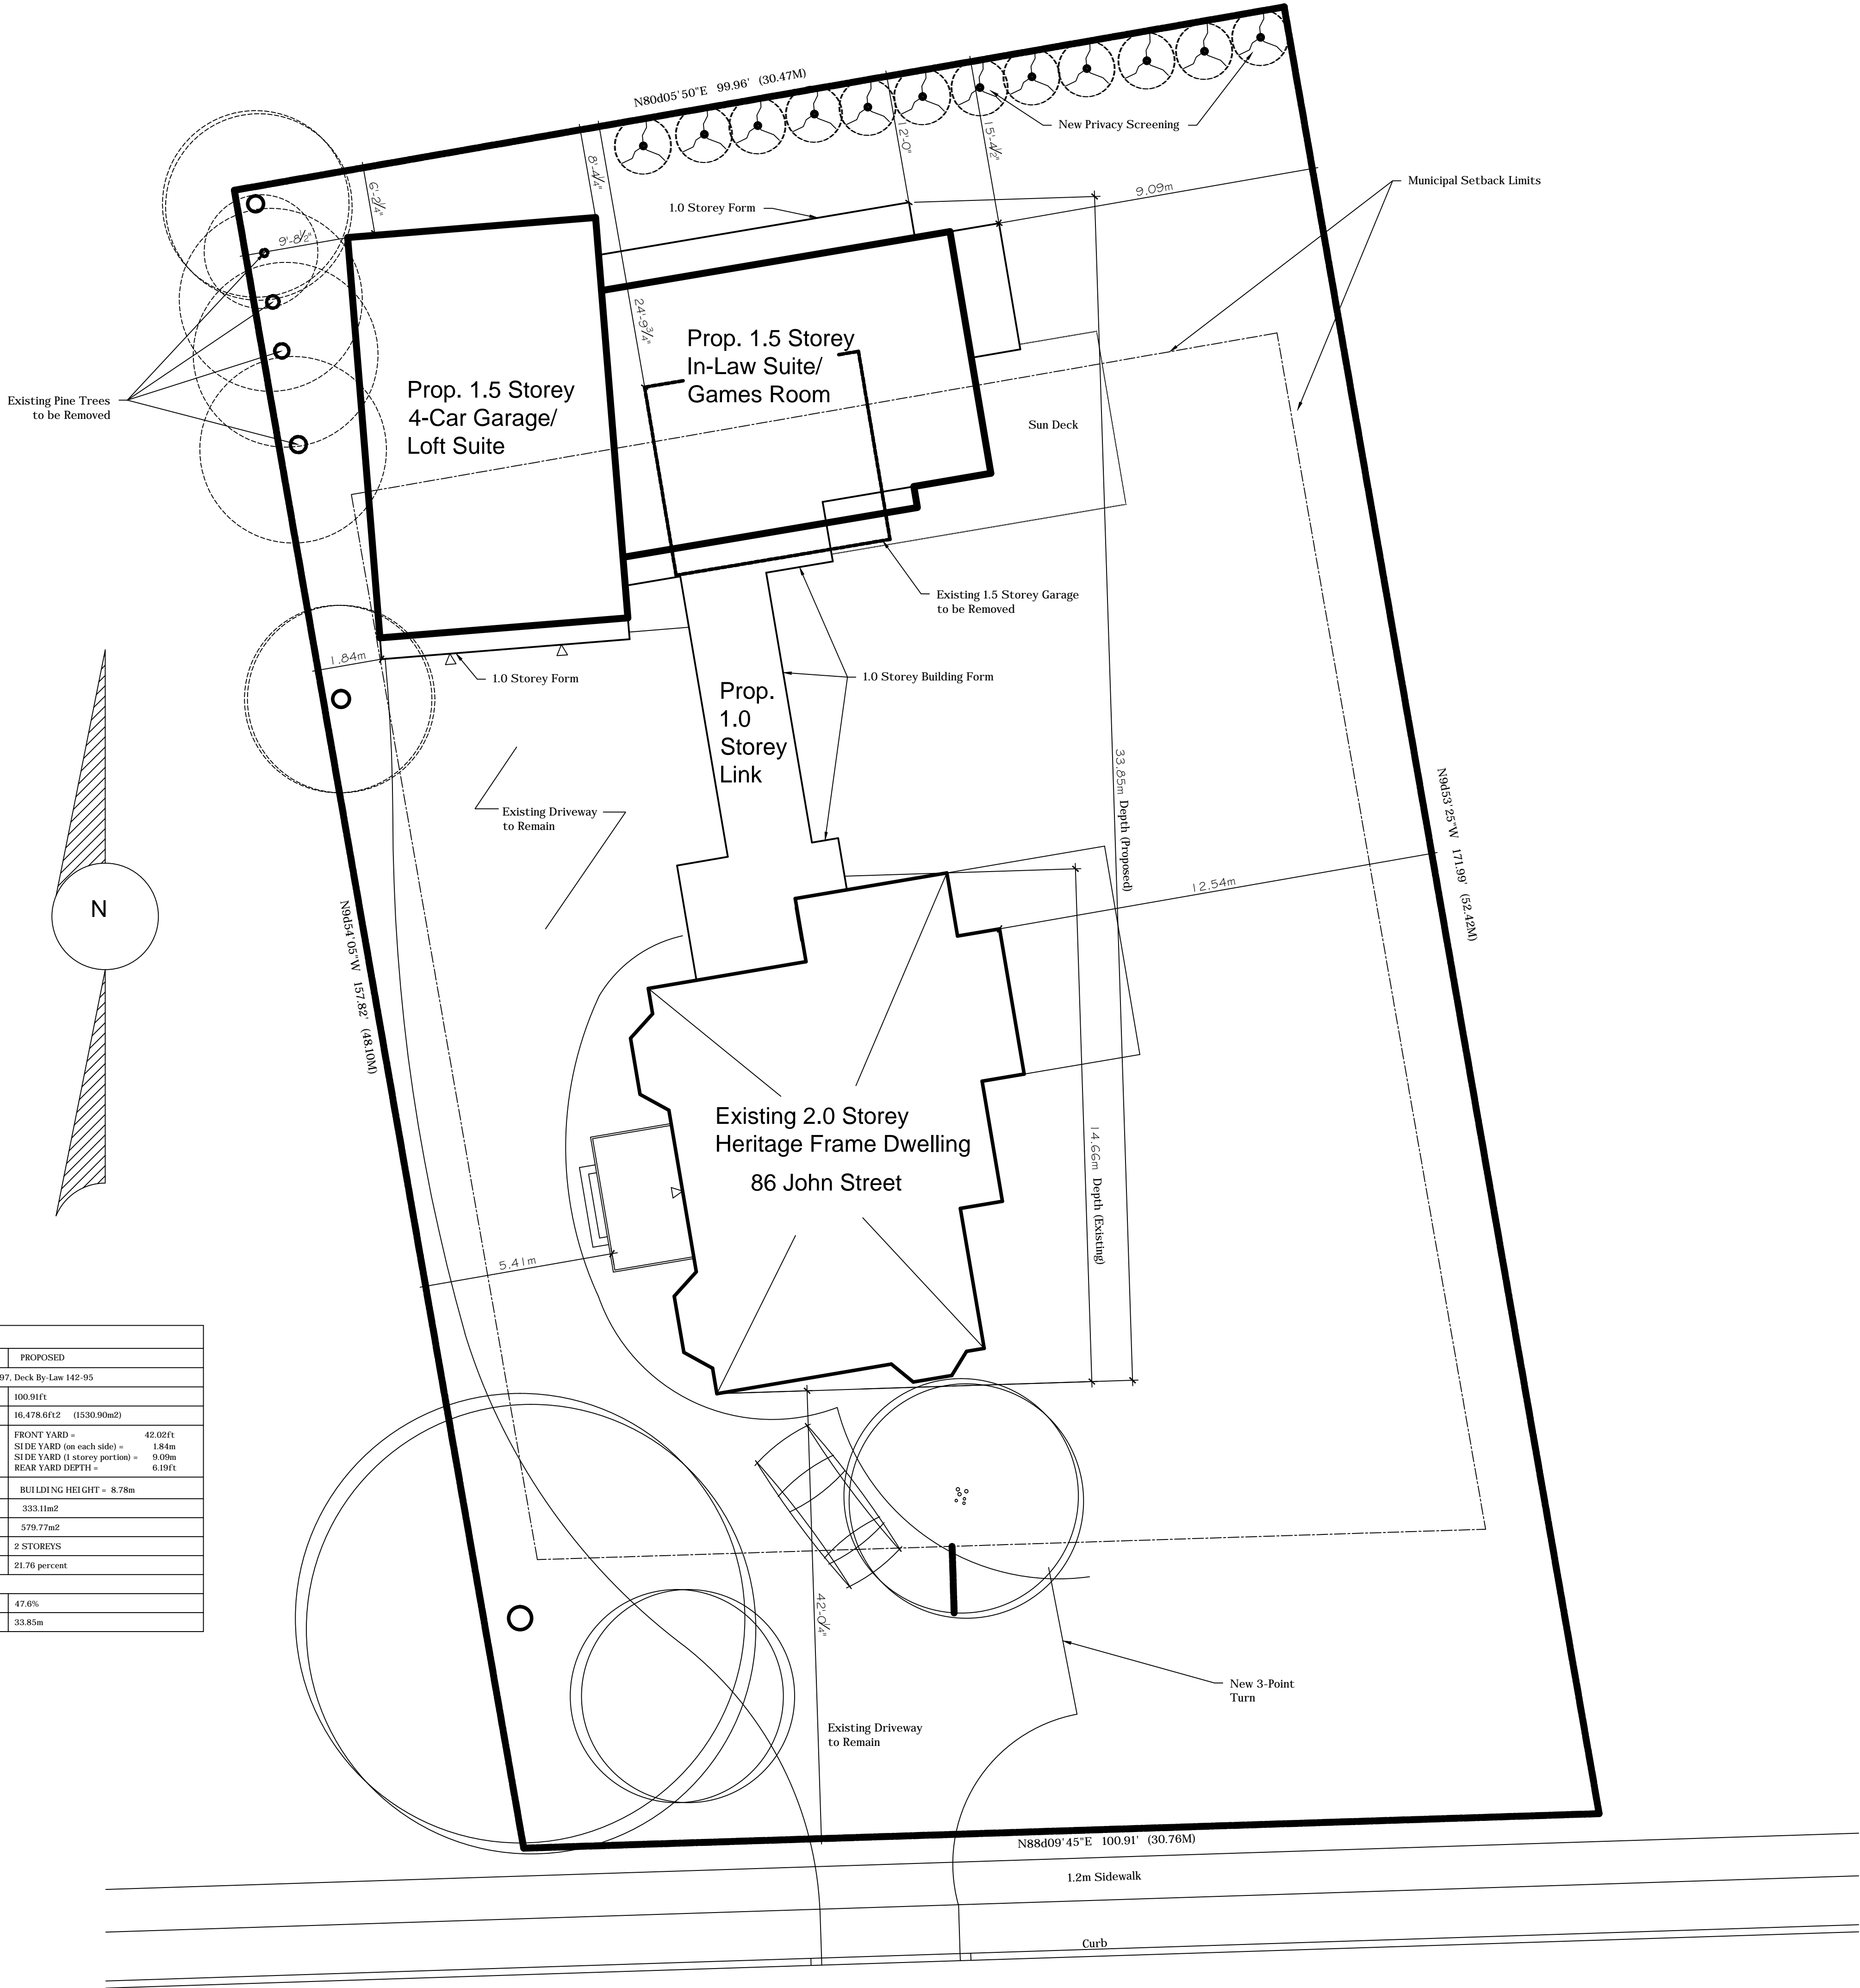 N80d05'50"E 99.96' (30.47M)
New Privacy Screening
Municipal Setback Limits
6'-2¼"
8'-4¼"
12'-0"
15'-4½"
9.09m
9'-8½"
1.0 Storey Form
24'-9¾"
Prop. 1.5 Storey
In-Law Suite/
Games Room
Prop. 1.5 Storey
4-Car Garage/
Loft Suite
Existing Pine Trees
to be Removed
Sun Deck
Existing 1.5 Storey Garage
to be Removed
1.84m
1.0 Storey Form
1.0 Storey Building Form
Prop.
1.0
Storey
Link
33.85m Depth (Proposed)
N9d53'25"W 171.99' (52.42M)
Existing Driveway
to Remain
12.54m
N
N9d54'05"W 157.82' (48.10M)
Existing 2.0 Storey
Heritage Frame Dwelling
86 John Street
14.66m Depth (Existing)
5.41m
PROPOSED
97, Deck By-Law 142-95
100.91ft
16,478.6ft2 (1530.90m2)
FRONT YARD = 42.02ft
SIDE YARD (on each side) = 1.84m
SIDE YARD (1 storey portion) = 9.09m
REAR YARD DEPTH = 6.19ft
BUILDING HEIGHT = 8.78m
333.11m2
579.77m2
2 STOREYS
21.76 percent
47.6%
33.85m
42'-0¼"
New 3-Point
Turn
Existing Driveway
to Remain
N88d09'45"E 100.91' (30.76M)
1.2m Sidewalk
Curb